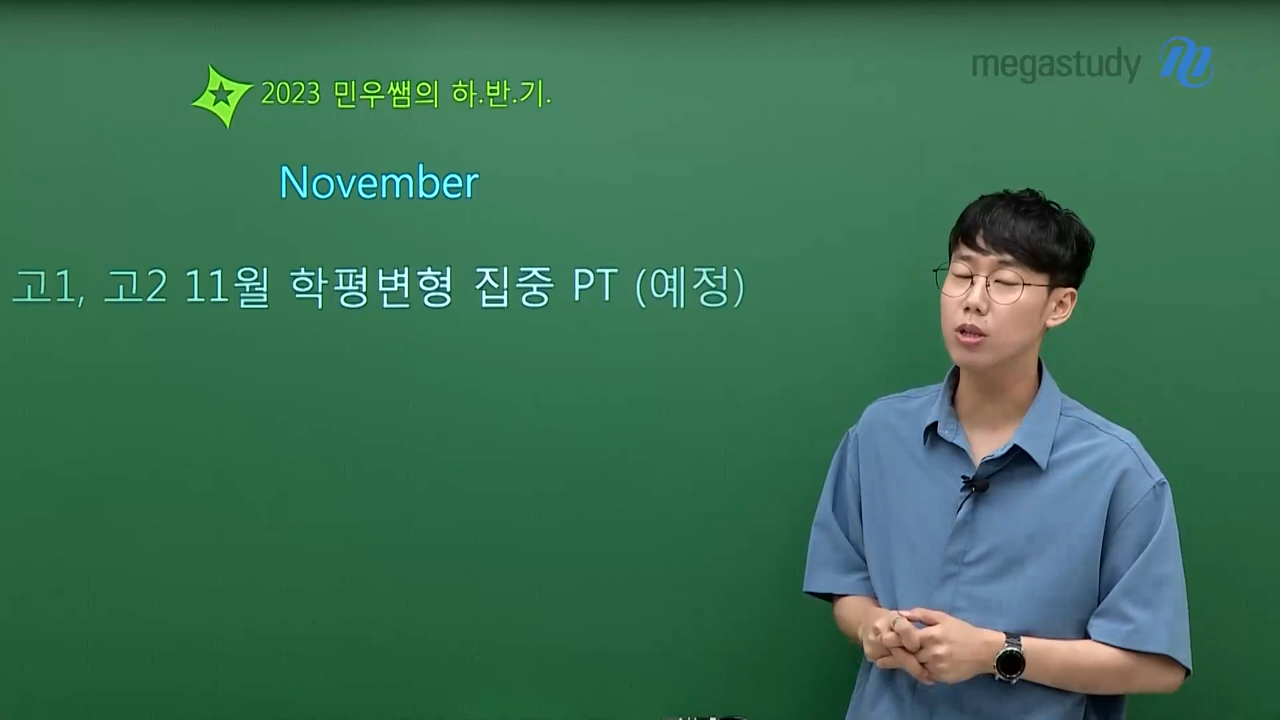 megastudy
2023 민우쌤의 하.반.기.
November
고1, 고2 11월 학평변형 집중 PT (예정)